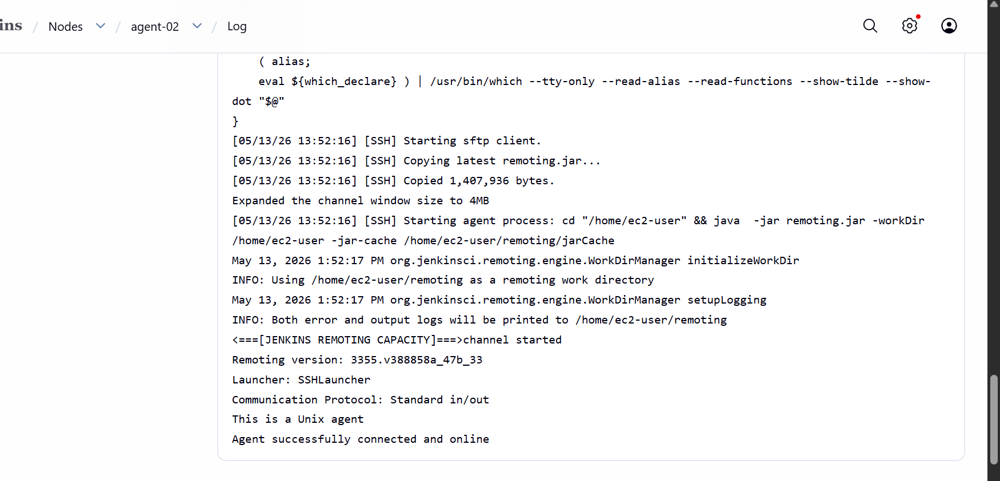 ins / Nodes / agent-02 / Log
( alias;
eval ${which_declare} ) | /usr/bin/which --tty-only --read-alias --read-functions --show-tilde --show-
dot "$@"
}
[05/13/26 13:52:16] [SSH] Starting sftp client.
[05/13/26 13:52:16] [SSH] Copying latest remoting.jar...
[05/13/26 13:52:16] [SSH] Copied 1,407,936 bytes.
Expanded the channel window size to 4MB
[05/13/26 13:52:16] [SSH] Starting agent process: cd "/home/ec2-user" && java  -jar remoting.jar -workDir
/home/ec2-user -jar-cache /home/ec2-user/remoting/jarCache
May 13, 2026 1:52:17 PM org.jenkinsci.remoting.engine.WorkDirManager initializeWorkDir
INFO: Using /home/ec2-user/remoting as a remoting work directory
May 13, 2026 1:52:17 PM org.jenkinsci.remoting.engine.WorkDirManager setupLogging
INFO: Both error and output logs will be printed to /home/ec2-user/remoting
<===[JENKINS REMOTING CAPACITY]===>channel started
Remoting version: 3355.v388858a_47b_33
Launcher: SSHLauncher
Communication Protocol: Standard in/out
This is a Unix agent
Agent successfully connected and online